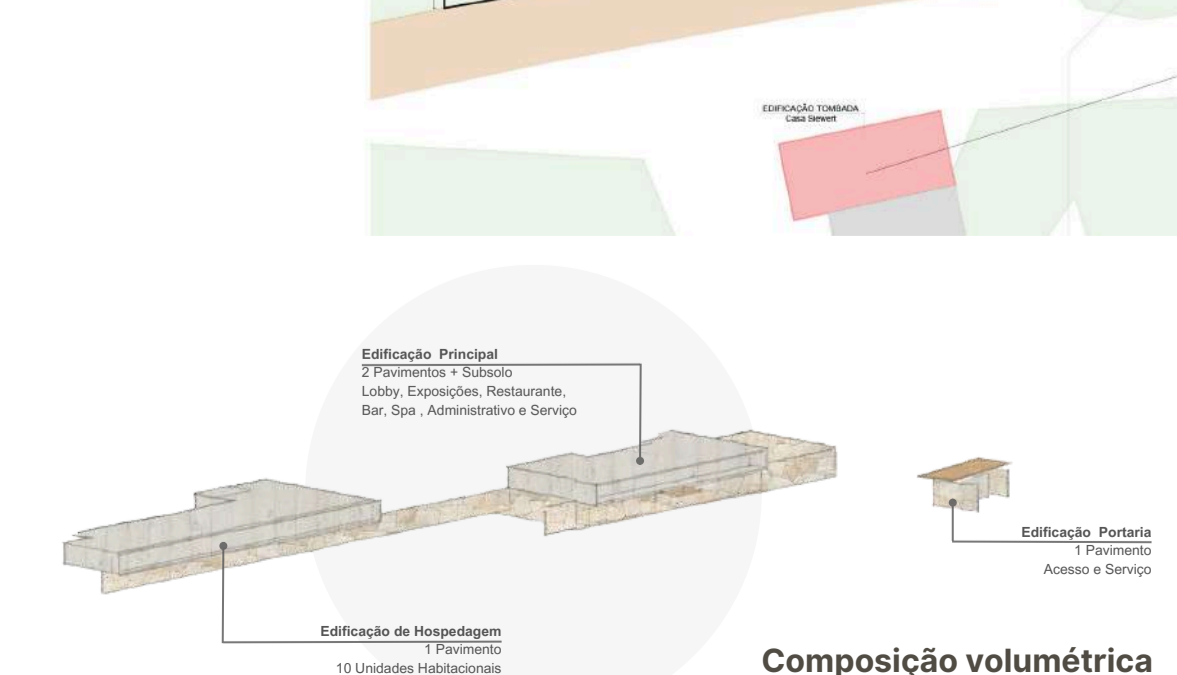 EDIFICAÇÃO TOMBADA
Casa Siewert
Edificação Principal
2 Pavimentos + Subsolo
Lobby, Exposições, Restaurante,
Bar, Spa , Administrativo e Serviço
Edificação Portaria
1 Pavimento
Acesso e Serviço
Edificação de Hospedagem
1 Pavimento
10 Unidades Habitacionais
Composição volumétrica